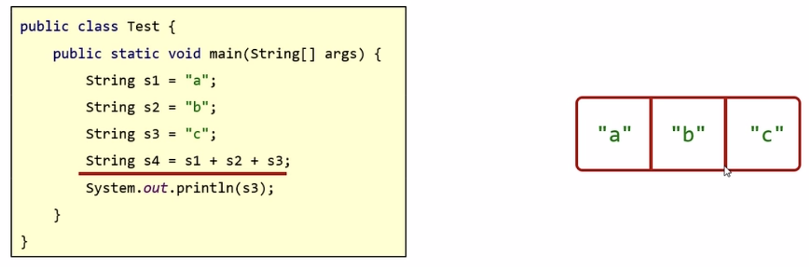 public class Test {
public static void main(String[] args) {
String s1 = "a";
String s2 = "b";
String s3 = "c";
String s4 = s1 + s2 + s3;
System.out.println(s3);
}
}
"a" "b" "c"